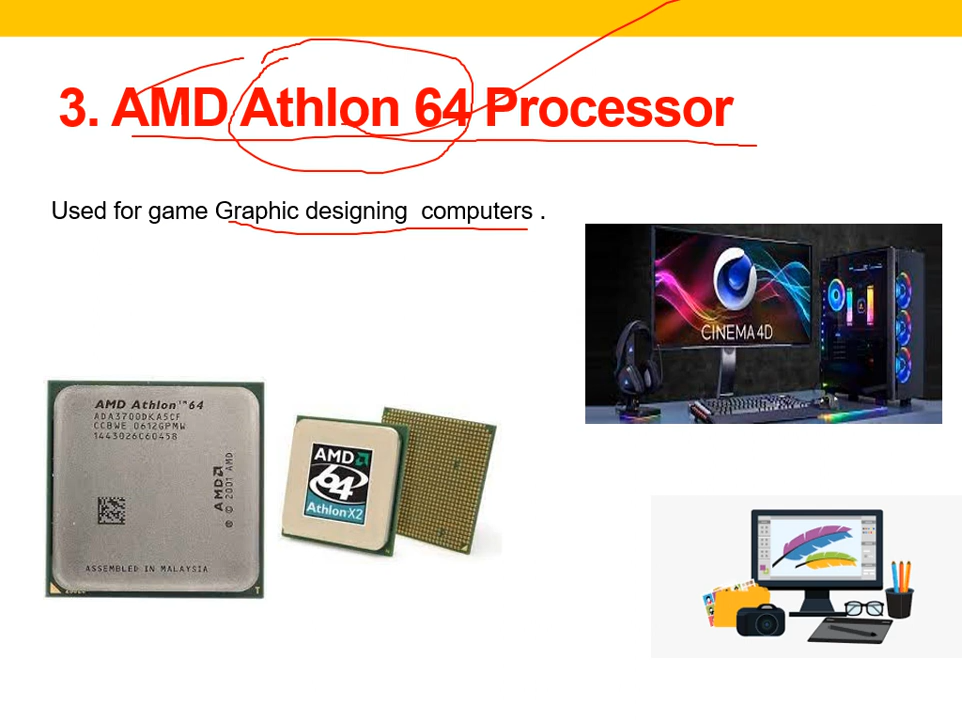 3. AMD Athlon 64 Processor
Used for game Graphic designing computers .
CINEMA 4D
AMD Athlon™64
ADA3700DKA5CF
CCBWE 0612GPMW
1443026C60458
AMD
® © 2001 AMD
ASSEMBLED IN MALAYSIA
AMD
64
Athlon X2